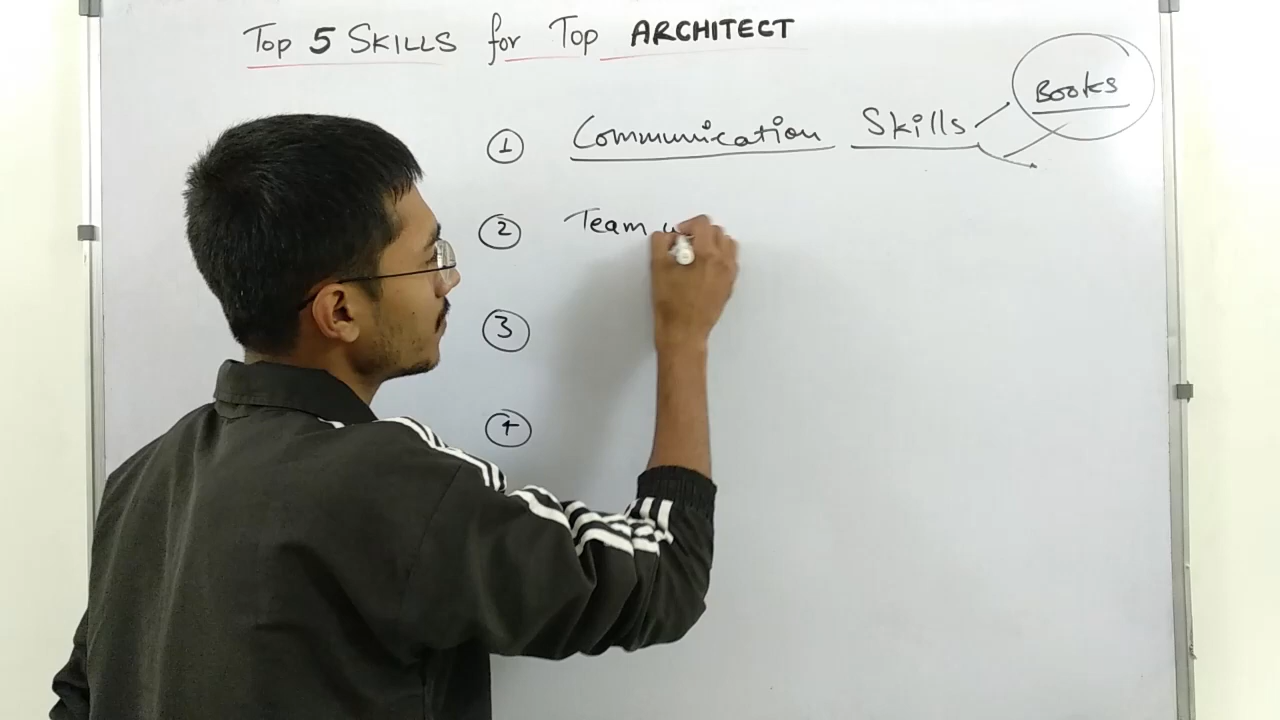 Top 5 SKILLS for Top ARCHITECT
1 Communication Skills Books
2 Team
3
4